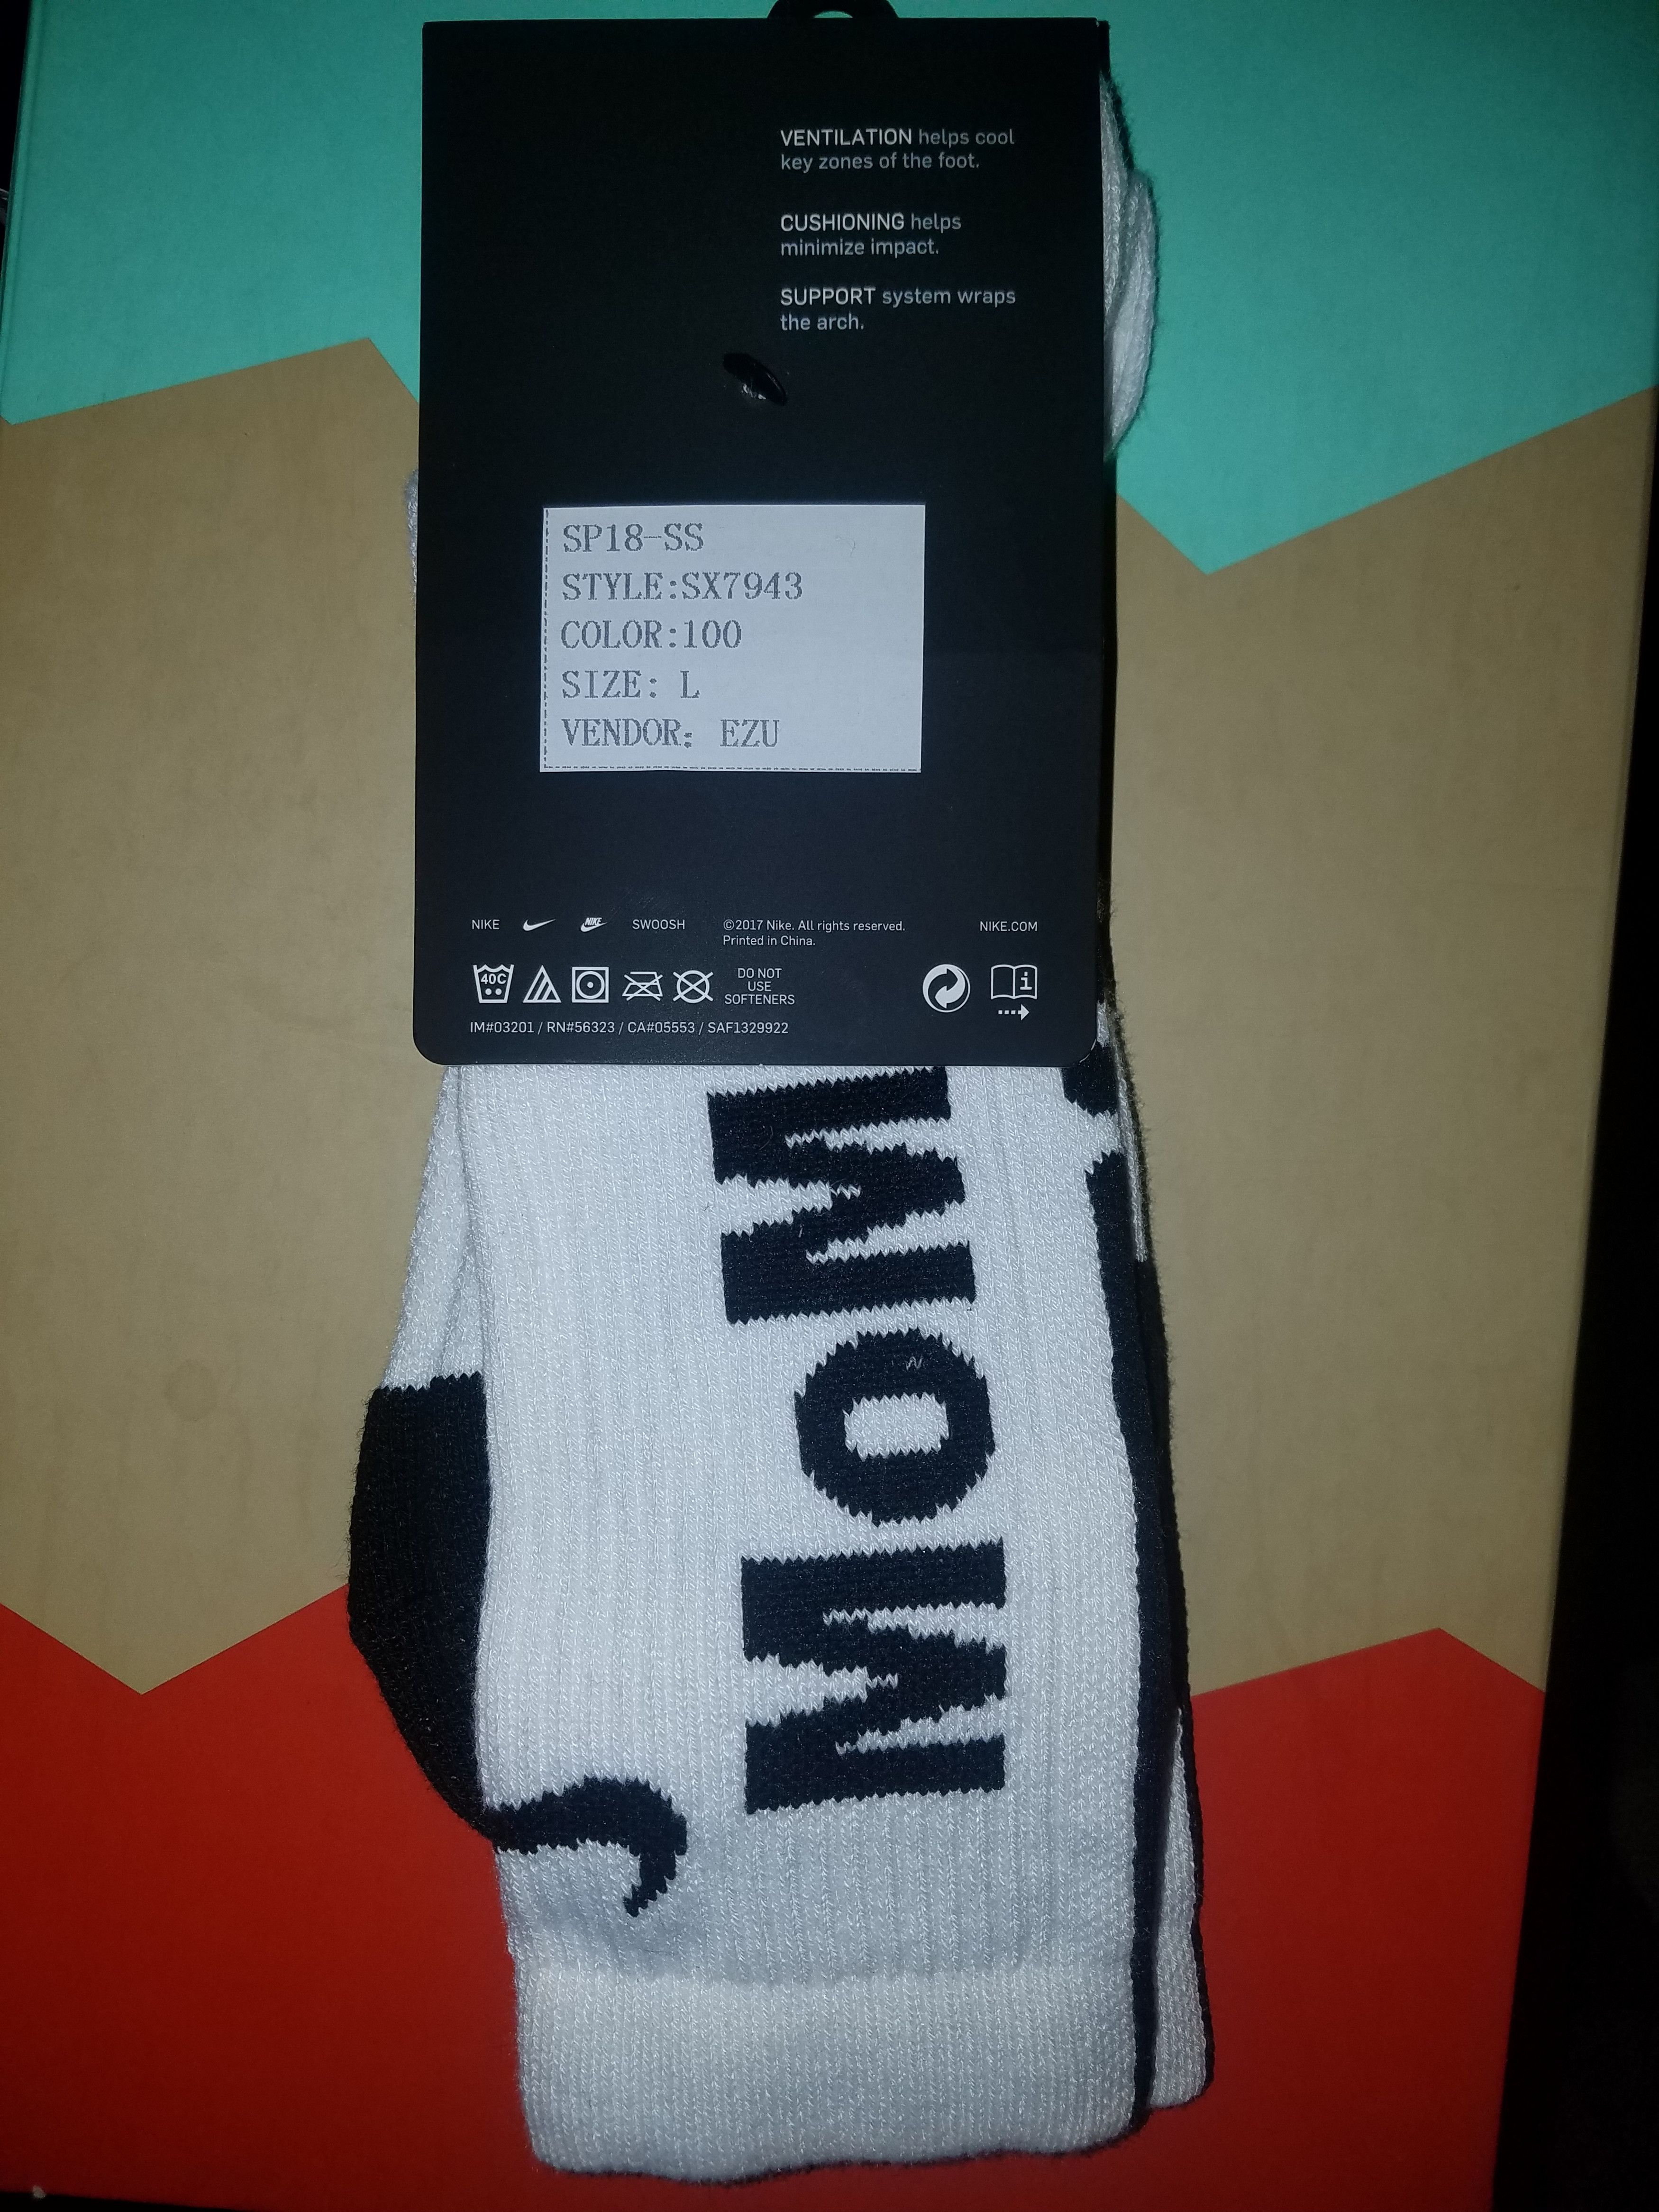 VENTILATION helps cool
key zones of the foot.
CUSHIONING helps
minimize impact.
SUPPORT system wraps
the arch.
SP18-SS
STYLE:SX7943
COLOR:100
SIZE: L
VENDOR: EZU
NIKE NIKE SWOOSH ©2017 Nike. All rights reserved. NIKE.COM
Printed in China.
40C DO NOT
USE
SOFTENERS
IM#03201 / RN#56323 / CA#05553 / SAF1329922
MOM